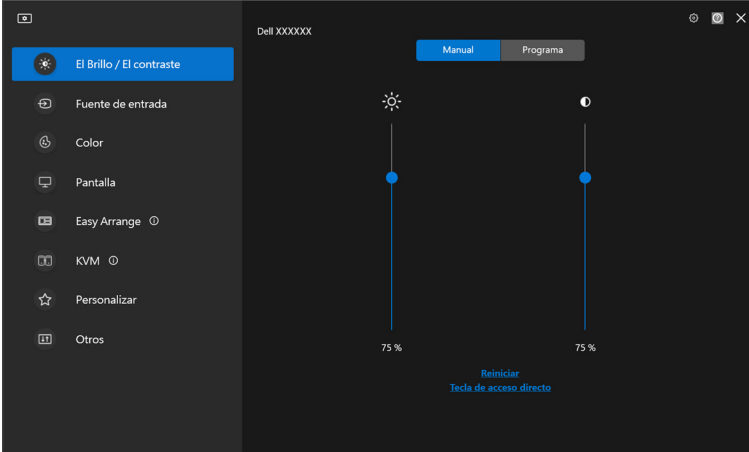 Dell XXXXXX
Manual Programa
El Brillo / El contraste
Fuente de entrada
Color
Pantalla
Easy Arrange
KVM
Personalizar
Otros
75 % 75 %
Reiniciar
Tecla de acceso directo